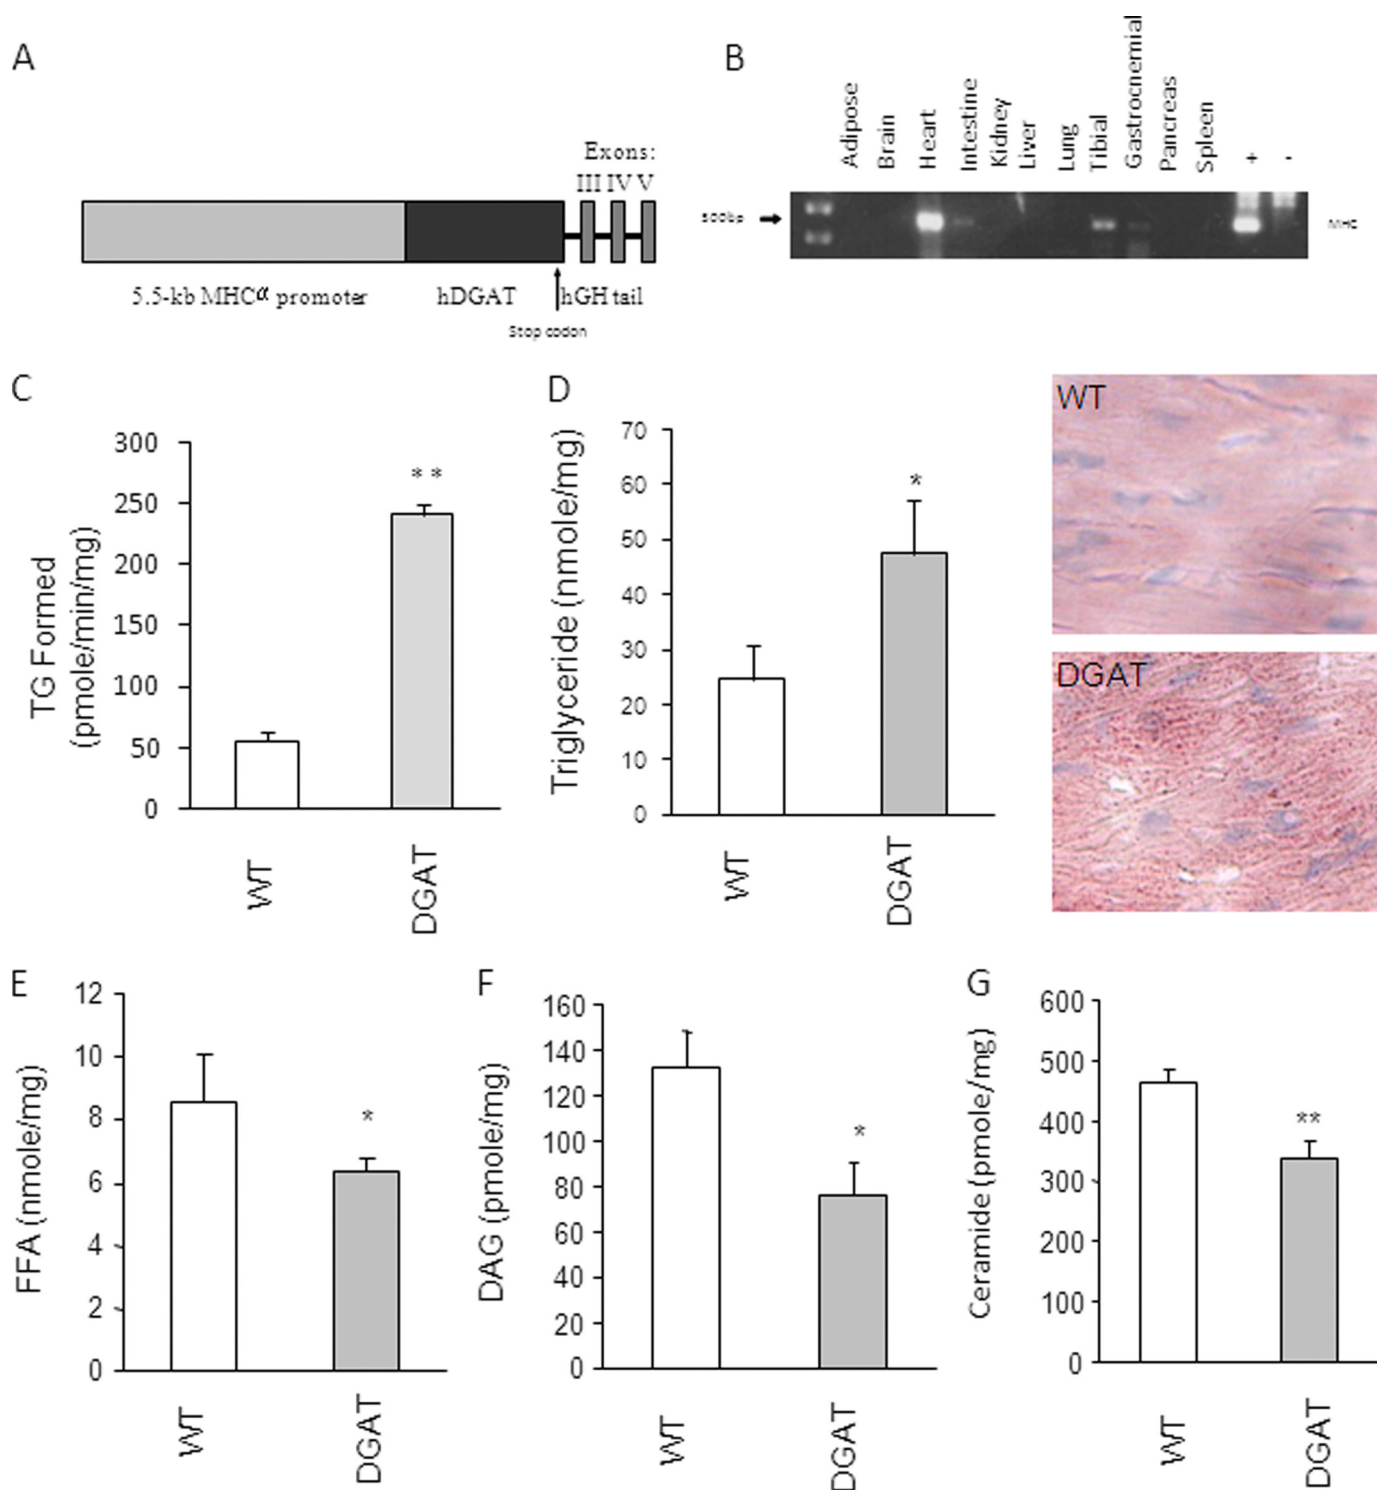 A
Exons:
III IV V
5.5-kb MHCα promoter
hDGAT
hGH tail
Stop codon
B
Adipose
Brain
Heart
Intestine
Kidney
Liver
Lung
Tibial
Gastrocnemial
Pancreas
Spleen
+
-
MHC
C
TG Formed
(pmole/min/mg)
300
250
200
150
100
50
0
**
WT
DGAT
D
Triglyceride (nmole/mg)
70
60
50
40
30
20
10
0
*
WT
DGAT
WT
DGAT
E
FFA (nmole/mg)
12
10
8
6
4
2
0
*
WT
DGAT
F
DAG (pmole/mg)
160
140
120
100
80
60
40
20
0
*
WT
DGAT
G
Ceramide (pmole/mg)
600
500
400
300
200
100
0
**
WT
DGAT